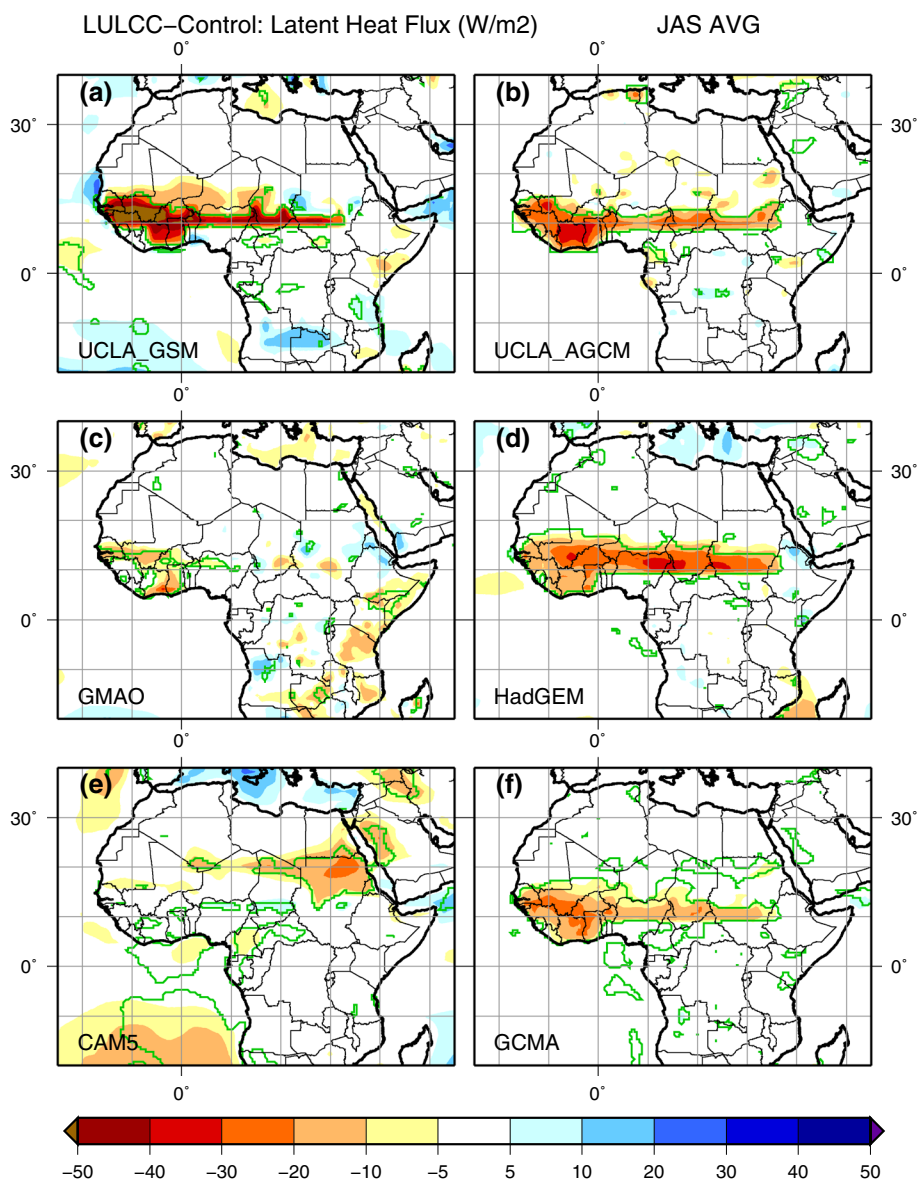 LULCC−Control: Latent Heat Flux (W/m2) JAS AVG
0° 0°
(a) (b)
30° 30°
0° 0°
UCLA_GSM UCLA_AGCM
0° 0°
(c) (d)
30° 30°
0° 0°
GMAO HadGEM
0° 0°
(e) (f)
30° 30°
0° 0°
CAM5 GCMA
0° 0°
−50 −40 −30 −20 −10 −5 5 10 20 30 40 50